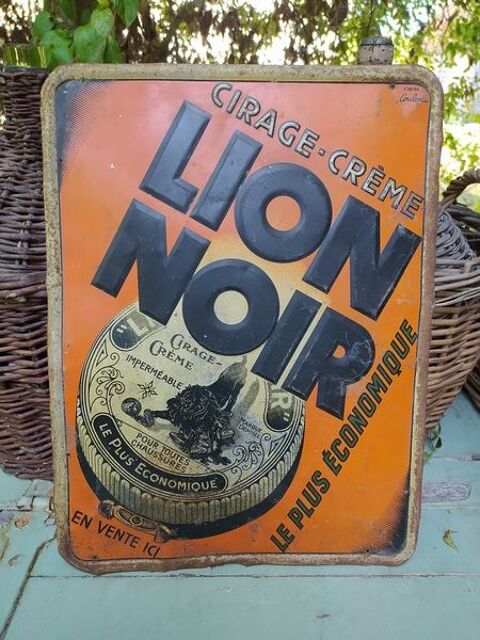 CIRAGE-CRÈME
LION
NOIR
CIRAGE-
CRÈME
IMPERMÉABLE
POUR TOUTES
CHAUSSURES
LE PLUS ÉCONOMIQUE
LE PLUS ÉCONOMIQUE
EN VENTE ICI